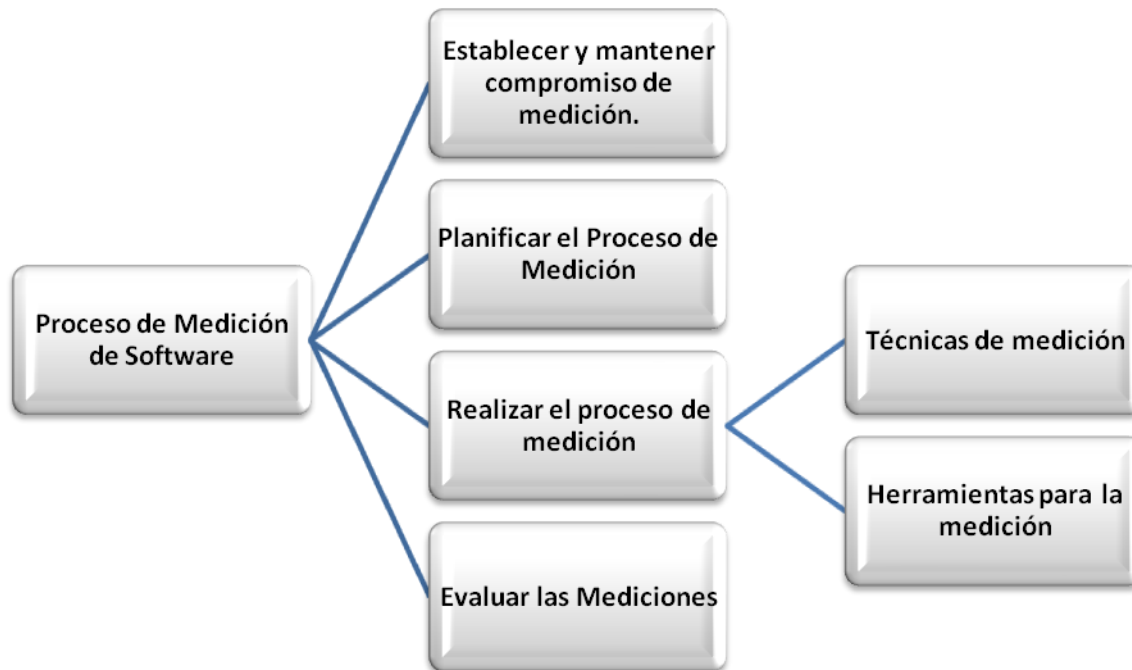 Establecer y mantener
compromiso de
medición.
Planificar el Proceso de
Medición
Proceso de Medición
de Software
Realizar el proceso de
medición
Evaluar las Mediciones
Técnicas de medición
Herramientas para la
medición